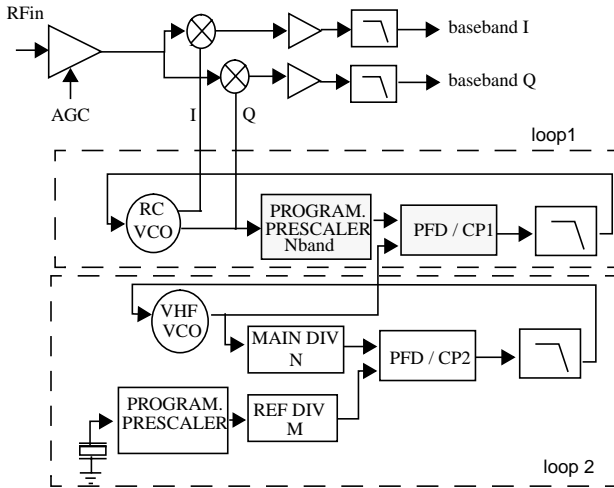 RFin
baseband I
baseband Q
AGC
I
Q
loop1
RC
VCO
PROGRAM.
PRESCALER
Nband
PFD / CP1
VHF
VCO
MAIN DIV
N
PFD / CP2
PROGRAM.
PRESCALER
REF DIV
M
loop 2